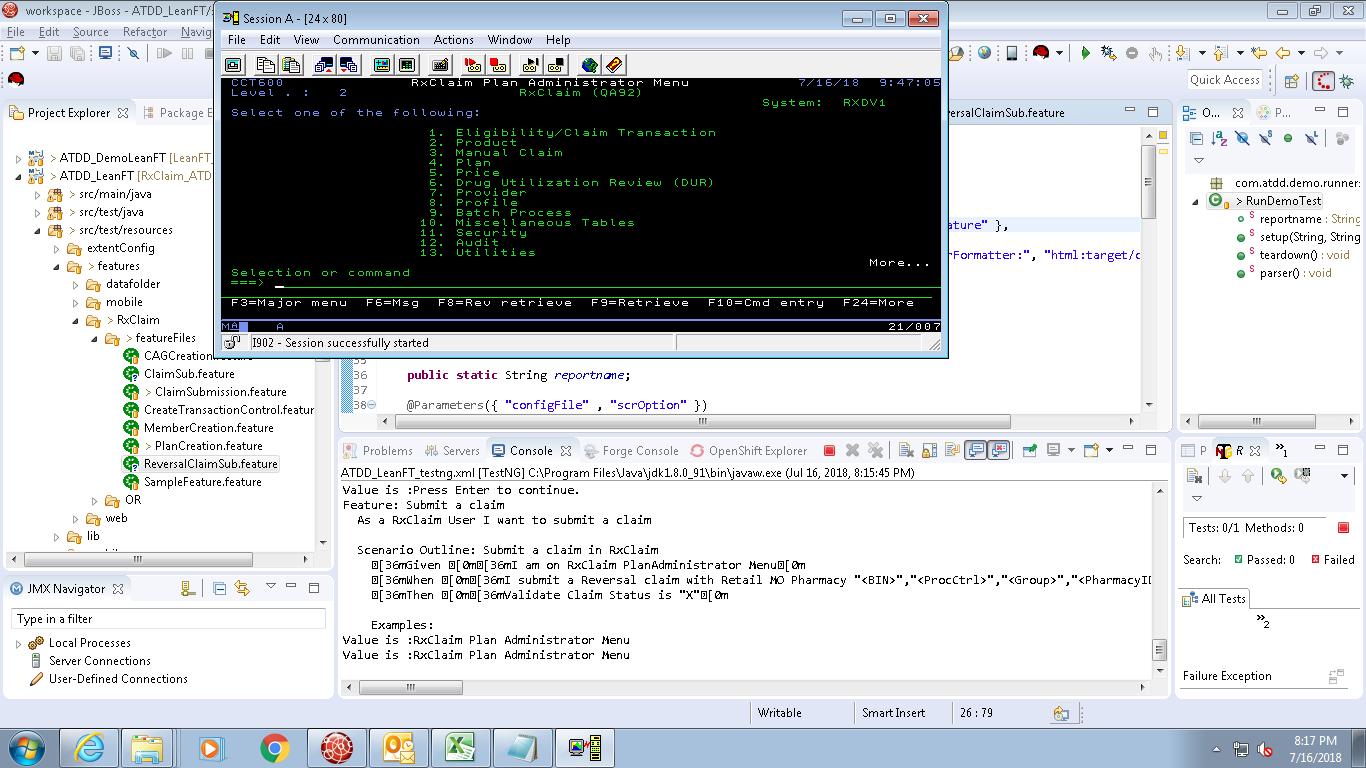 workspace - JBoss - ATDD_LeanFT/
File Edit Source Refactor Navig
Quick Access
Session A - [24 x 80]
File Edit View Communication Actions Window Help
CCT600 RxClaim Plan Administrator Menu 7/16/18 9:47:05
Level . : 2 RxClaim (QA92)
System: RXDV1
Select one of the following:
1. Eligibility/Claim Transaction
2. Product
3. Manual Claim
4. Plan
5. Price
6. Drug Utilization Review (DUR)
7. Provider
8. Profile
9. Batch Process
10. Miscellaneous Tables
11. Security
12. Audit
13. Utilities
More...
Selection or command
===>
F3=Major menu F6=Msg F8=Rev retrieve F9=Retrieve F10=Cmd entry F24=More
MA A 21/007
I902 - Session successfully started
Project Explorer Package E
> ATDD_DemoLeanFT [LeanFT_
> ATDD_LeanFT [RxClaim_ATD
> src/main/java
> src/test/java
> src/test/resources
extentConfig
> features
datafolder
mobile
> RxClaim
> featureFiles
CAGCreation.feature
ClaimSub.feature
> ClaimSubmission.feature
CreateTransactionControl.featur
MemberCreation.feature
> PlanCreation.feature
ReversalClaimSub.feature
SampleFeature.feature
OR
web
lib
versalClaimSub.feature
ature" },
rFormatter:", "html:target/c
35
36 public static String reportname;
37
38 @Parameters({ "configFile" , "scrOption" })
O... P...
com.atdd.demo.runner
> RunDemoTest
reportname : String
setup(String, String
teardown() : void
parser() : void
Problems Servers Console Forge Console OpenShift Explorer
ATDD_LeanFT_testng.xml [TestNG] C:\Program Files\Java\jdk1.8.0_91\bin\javaw.exe (Jul 16, 2018, 8:15:45 PM)
Value is :Press Enter to continue.
Feature: Submit a claim
As a RxClaim User I want to submit a claim
Scenario Outline: Submit a claim in RxClaim
[36mGiven [0m[36mI am on RxClaim PlanAdministrator Menu[0m
[36mWhen [0m[36mI submit a Reversal claim with Retail MO Pharmacy "<BIN>","<ProcCtrl>","<Group>","<PharmacyID
[36mThen [0m[36mValidate Claim Status is "X"[0m
Examples:
Value is :RxClaim Plan Administrator Menu
Value is :RxClaim Plan Administrator Menu
JMX Navigator
Type in a filter
Local Processes
Server Connections
User-Defined Connections
P R »1
Tests: 0/1 Methods: 0
Search: Passed: 0 Failed
All Tests
»2
Failure Exception
Writable Smart Insert 26 : 79
8:17 PM
7/16/2018